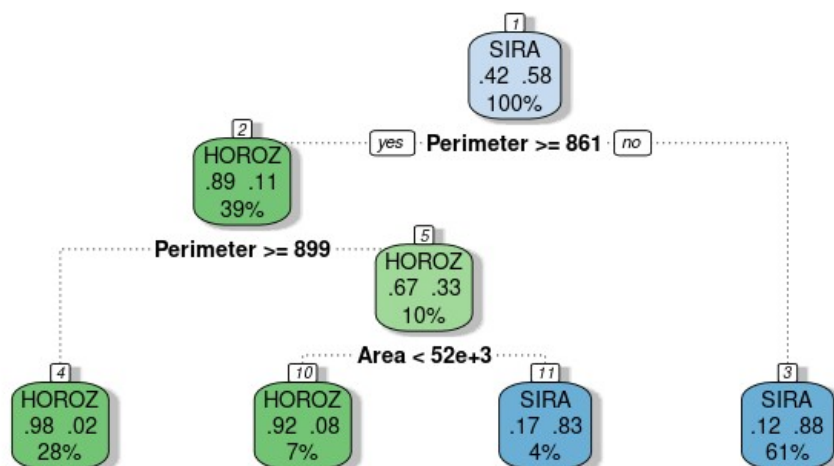 1
SIRA
.42 .58
100%
2
yes Perimeter >= 861 no
HOROZ
.89 .11
39%
5
Perimeter >= 899
HOROZ
.67 .33
10%
Area < 52e+3
4
10
11
3
HOROZ
HOROZ
SIRA
SIRA
.98 .02
.92 .08
.17 .83
.12 .88
28%
7%
4%
61%